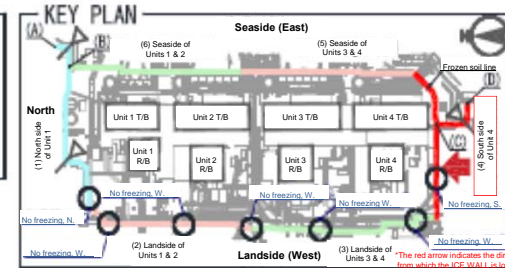 KEY PLAN
Seaside (East)
(A)
(B)
(6) Seaside of
Units 1 & 2
(5) Seaside of
Units 3 & 4
Frozen soil line
(D)
North
(1) North side
of Unit 1
Unit 1 T/B
Unit 2 T/B
Unit 3 T/B
Unit 4 T/B
(C)
(4) South side
of Unit 4
Unit 1
R/B
Unit 2
R/B
Unit 3
R/B
Unit 4
R/B
No freezing, W.
No freezing, W.
No freezing, W.
No freezing, S.
No freezing, N.
No freezing, W.
No freezing, W.
(2) Landside of
Units 1 & 2
Landside (West)
(3) Landside of
Units 3 & 4
*The red arrow indicates the
from which the ICE WALL is